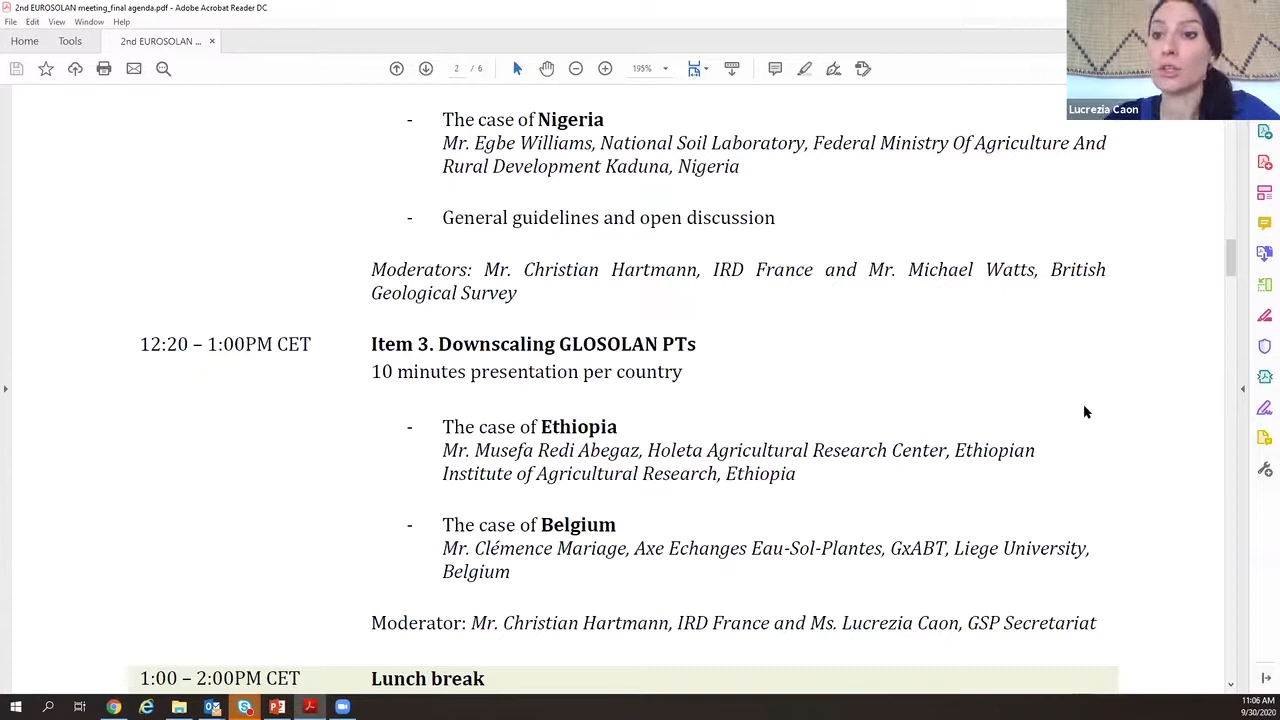 2nd EUROSOLAN meeting_final agenda.pdf - Adobe Acrobat Reader DC
File Edit View Window Help
Home Tools 2nd EUROSOLAN ... ×
/ 6 195%
Lucrezia Caon
- The case of Nigeria
Mr. Egbe Williams, National Soil Laboratory, Federal Ministry Of Agriculture And
Rural Development Kaduna, Nigeria
- General guidelines and open discussion
Moderators: Mr. Christian Hartmann, IRD France and Mr. Michael Watts, British
Geological Survey
12:20 – 1:00PM CET Item 3. Downscaling GLOSOLAN PTs
10 minutes presentation per country
- The case of Ethiopia
Mr. Musefa Redi Abegaz, Holeta Agricultural Research Center, Ethiopian
Institute of Agricultural Research, Ethiopia
- The case of Belgium
Mr. Clémence Mariage, Axe Echanges Eau-Sol-Plantes, GxABT, Liege University,
Belgium
Moderator: Mr. Christian Hartmann, IRD France and Ms. Lucrezia Caon, GSP Secretariat
1:00 – 2:00PM CET Lunch break
11:06 AM
9/30/2020